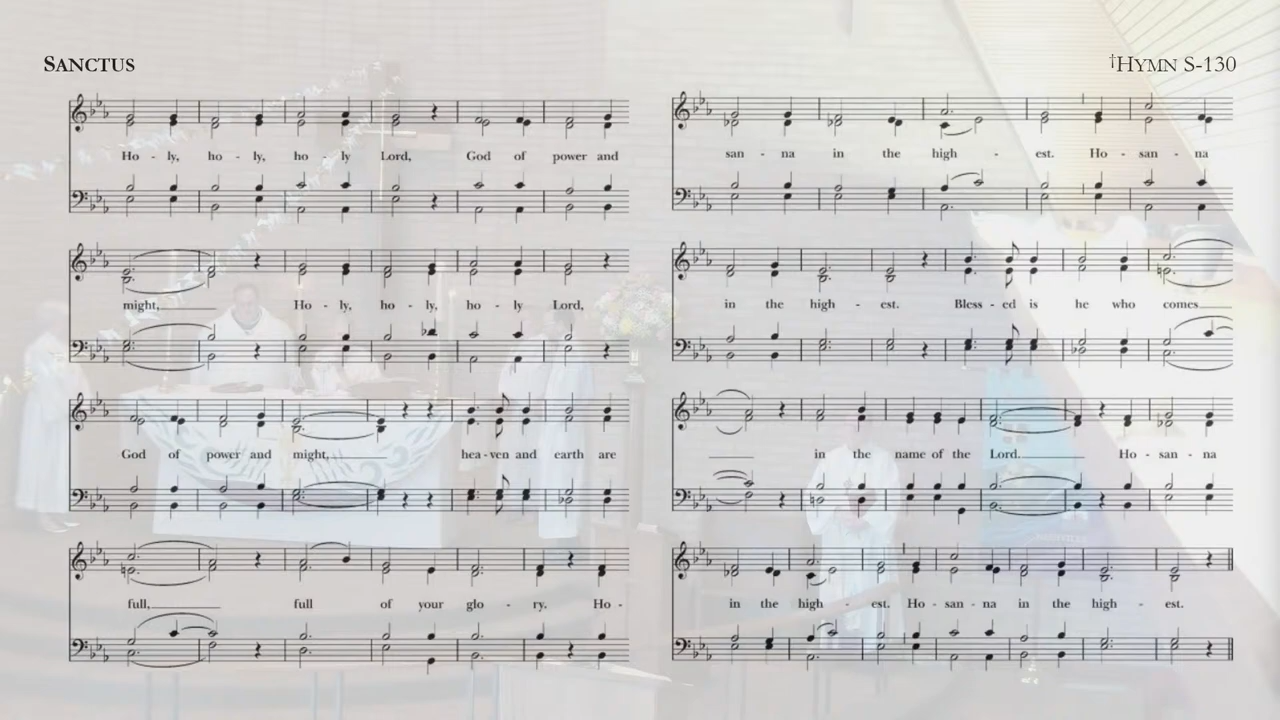 SANCTUS
†HYMN S-130
Ho - ly, ho - ly, ho - ly Lord, God of power and
might, Ho - ly, ho - ly, ho - ly Lord,
God of power and might, hea - ven and earth are
full, full of your glo - ry. Ho -
san - na in the high - est. Ho - san - na
in the high - est. Bless - ed is he who comes
in the name of the Lord. Ho - san - na
in the high - est. Ho - san - na in the high - est.